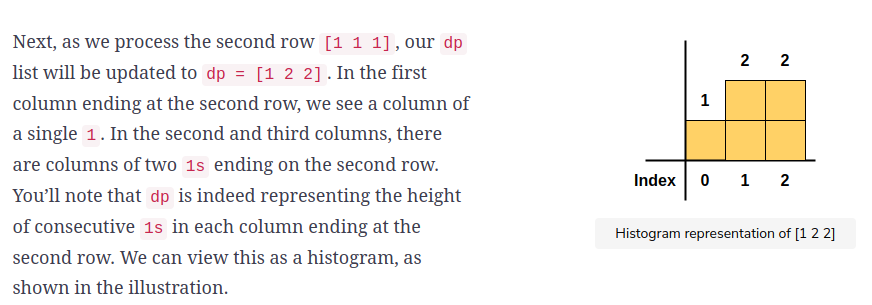 Next, as we process the second row [1 1 1], our dp
list will be updated to dp = [1 2 2]. In the first
column ending at the second row, we see a column of
a single 1. In the second and third columns, there
are columns of two 1s ending on the second row.
You’ll note that dp is indeed representing the height
of consecutive 1s in each column ending at the
second row. We can view this as a histogram, as
shown in the illustration.
2 2
1
Index 0 1 2
Histogram representation of [1 2 2]